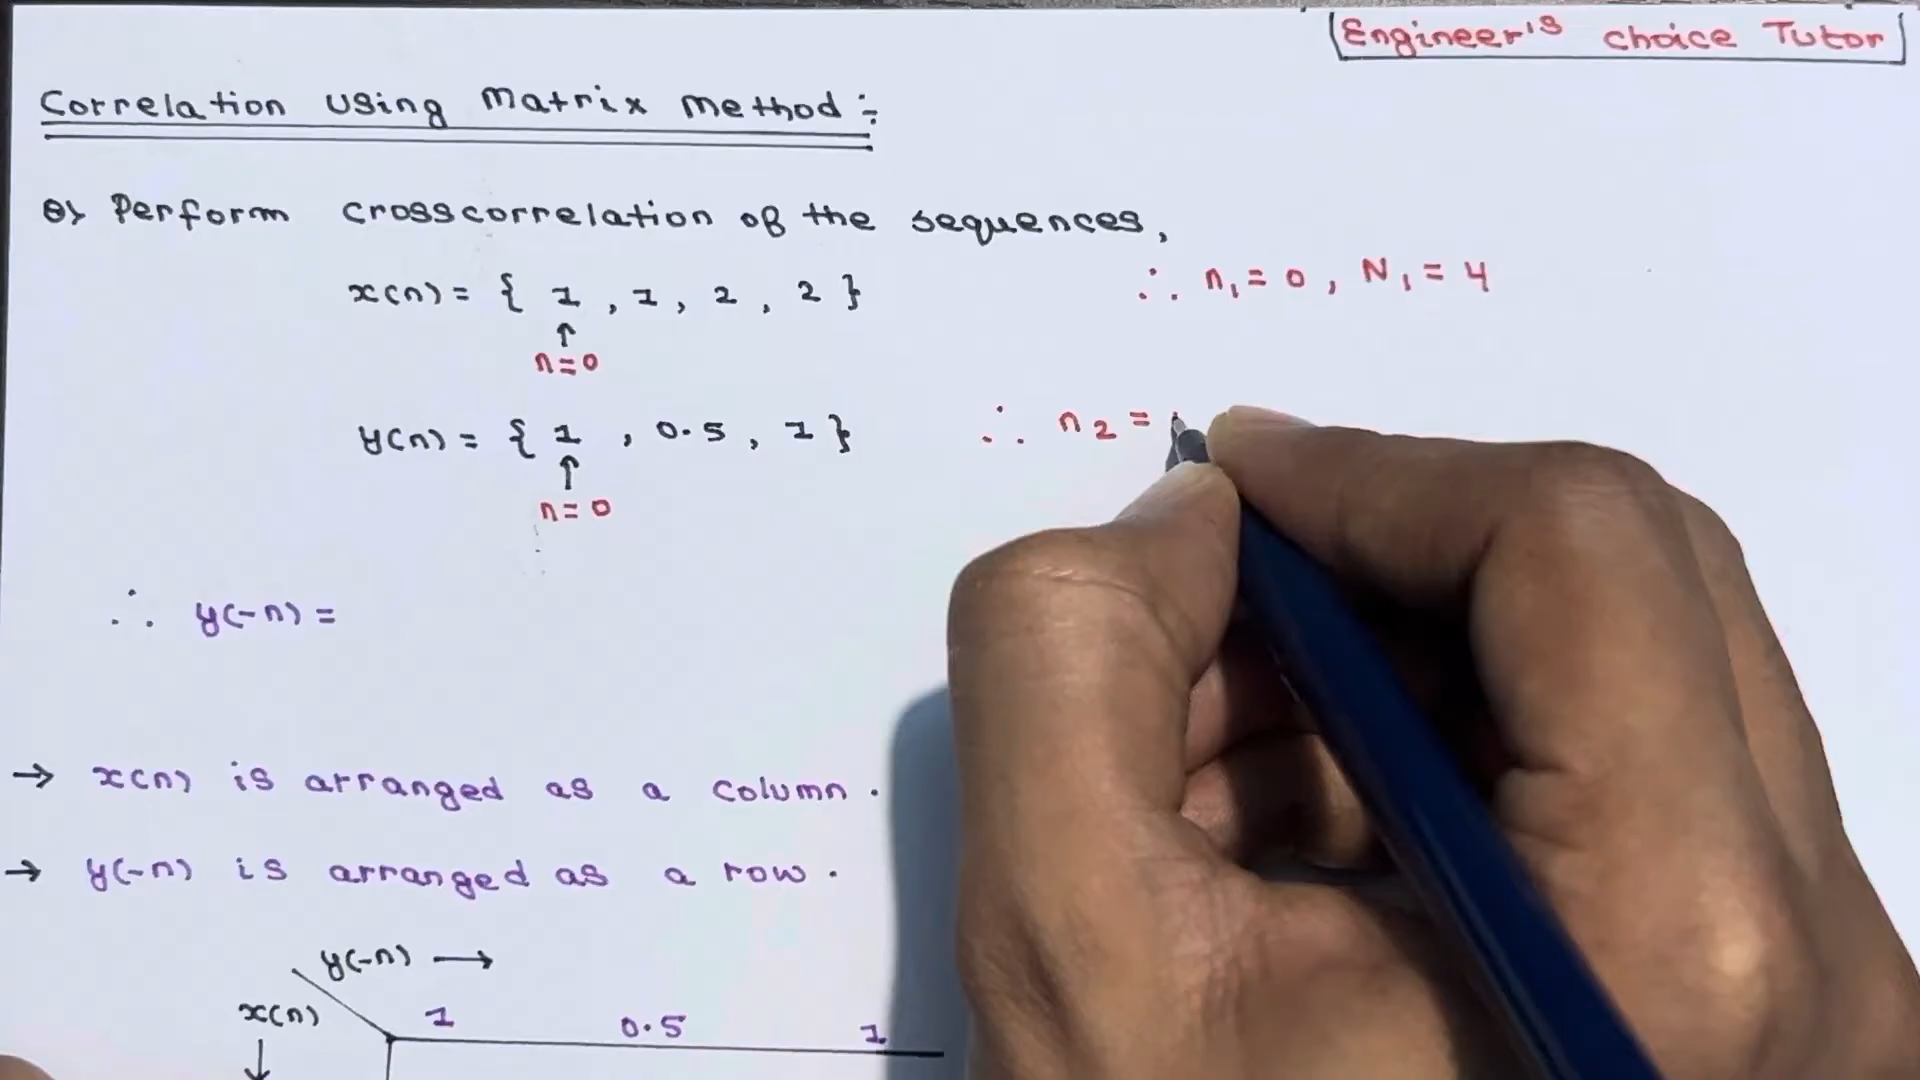 Engineer's choice Tutor
Correlation using Matrix Method :-
Q> Perform crosscorrelation of the sequences,
x(n) = { 1 , 1 , 2 , 2 }
↑
n=0
∴ n₁ = 0 , N₁ = 4
y(n) = { 1 , 0.5 , 1 }
↑
n=0
∴ n₂ =
∴ y(-n) =
→ x(n) is arranged as a column .
→ y(-n) is arranged as a row .
y(-n) →
x(n)
↓
1 0.5 1